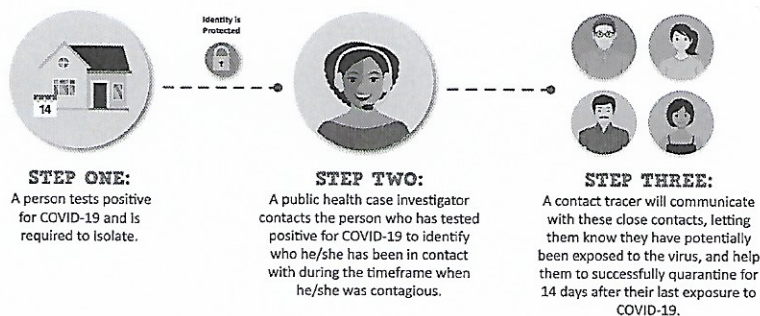 Identity is
Protected
14
STEP ONE:
A person tests positive
for COVID-19 and is
required to isolate.
STEP TWO:
A public health case investigator
contacts the person who has tested
positive for COVID-19 to identify
who he/she has been in contact
with during the timeframe when
he/she was contagious.
STEP THREE:
A contact tracer will communicate
with these close contacts, letting
them know they have potentially
been exposed to the virus, and help
them to successfully quarantine for
14 days after their last exposure to
COVID-19.